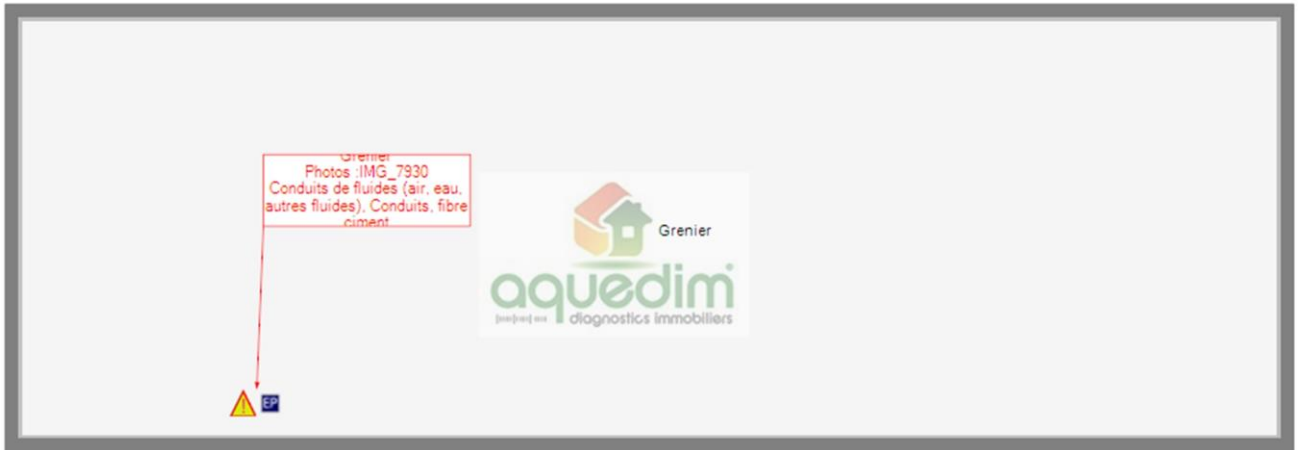 Grenier
Photos :IMG_7930
Conduits de fluides (air, eau,
autres fluides), Conduits, fibre
ciment
Grenier
aquedim
diagnostics immobiliers
EP